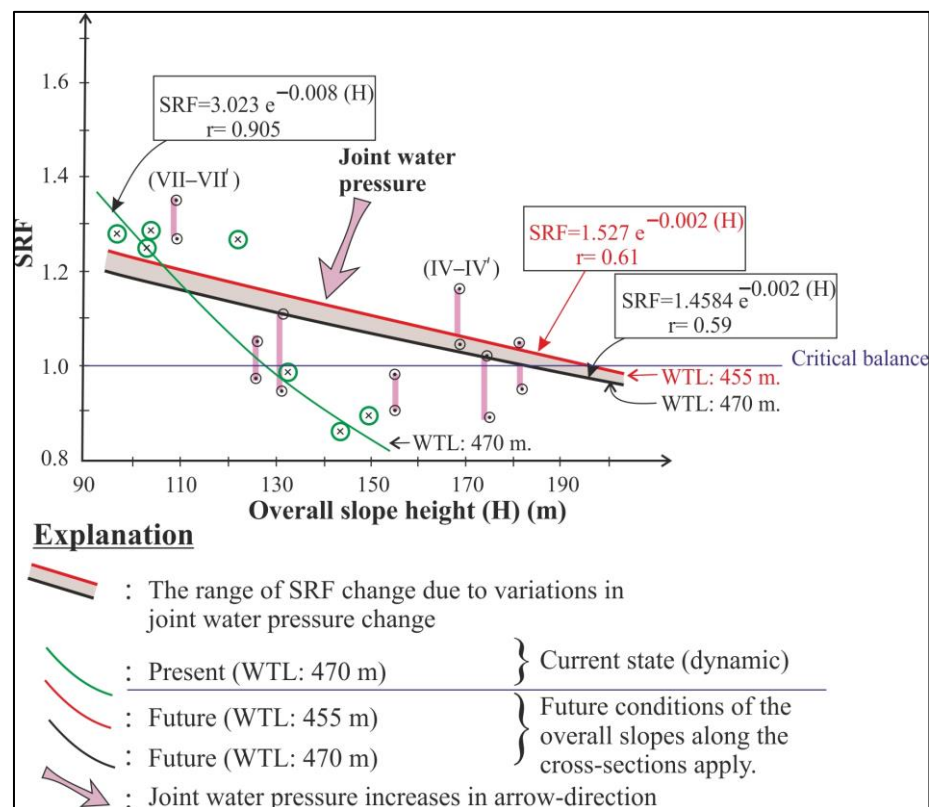 1.6
SRF=3.023 e−0.008 (H)
r= 0.905
Joint water
pressure
1.4
(VII–VII')
SRF=1.527 e−0.002 (H)
r= 0.61
SRF
1.2
(IV–IV')
SRF=1.4584 e−0.002 (H)
r= 0.59
Critical balance
1.0
WTL: 455 m.
WTL: 470 m.
WTL: 470 m.
0.8
90 110 130 150 170 190
Overall slope height (H) (m)
Explanation
: The range of SRF change due to variations in
joint water pressure change
: Present (WTL: 470 m) } Current state (dynamic)
: Future (WTL: 455 m)
: Future (WTL: 470 m)
} Future conditions of the
overall slopes along the
cross-sections apply.
: Joint water pressure increases in arrow-direction